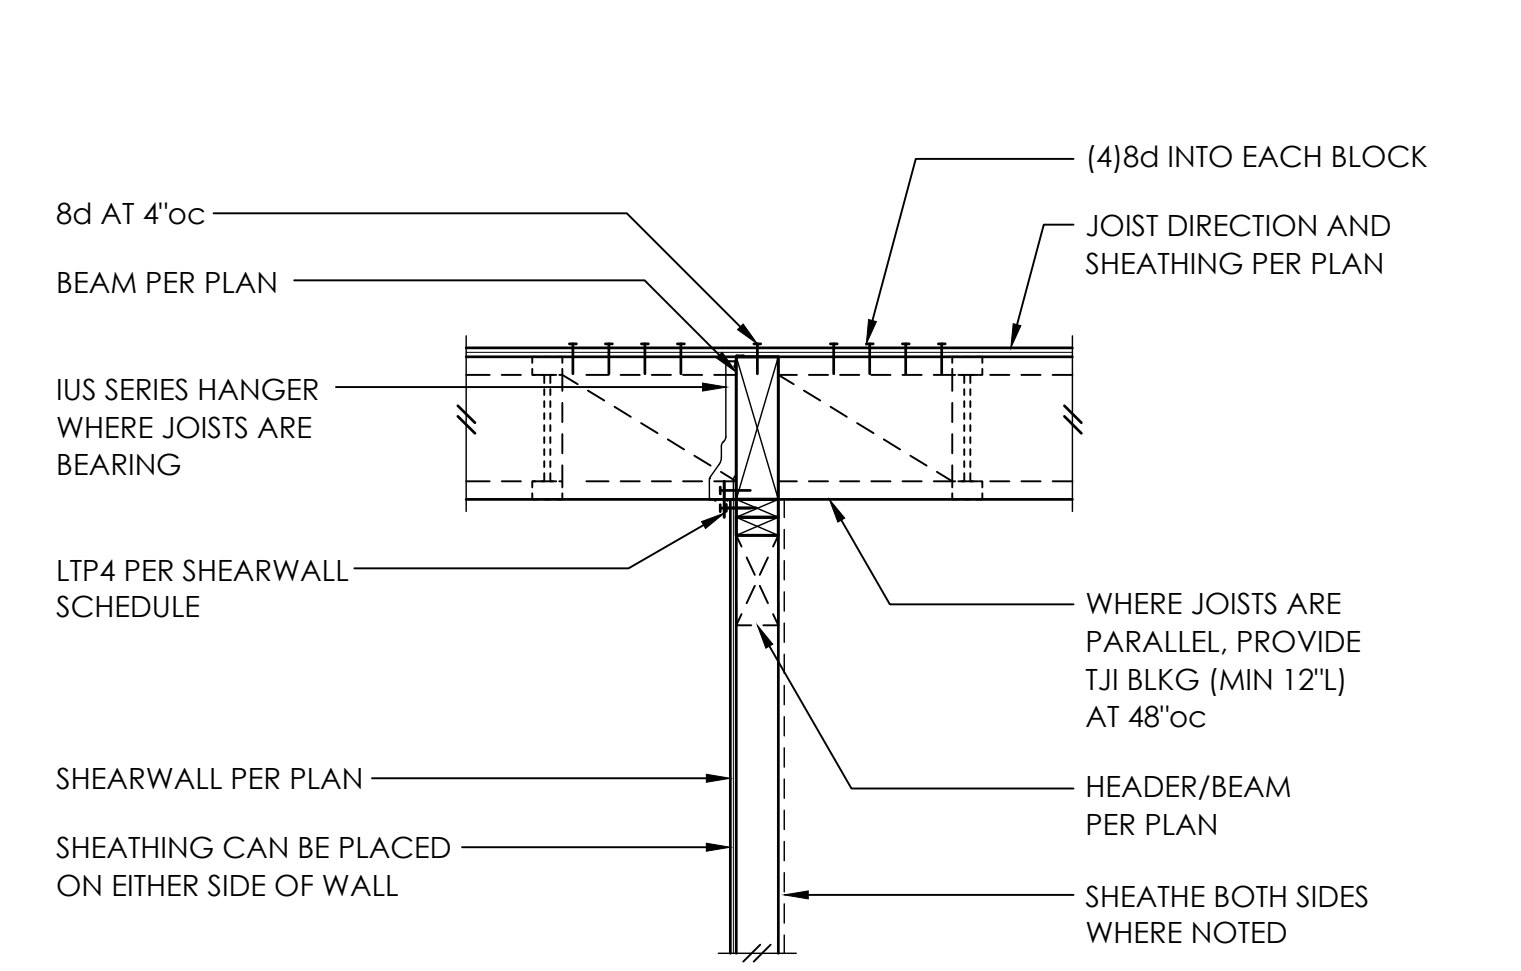 8d AT 4"oc
BEAM PER PLAN
IUS SERIES HANGER
WHERE JOISTS ARE
BEARING
LTP4 PER SHEARWALL
SCHEDULE
SHEARWALL PER PLAN
SHEATHING CAN BE PLACED
ON EITHER SIDE OF WALL
(4)8d INTO EACH BLOCK
JOIST DIRECTION AND
SHEATHING PER PLAN
WHERE JOISTS ARE
PARALLEL, PROVIDE
TJI BLKG (MIN 12"L)
AT 48"oc
HEADER/BEAM
PER PLAN
SHEATHE BOTH SIDES
WHERE NOTED